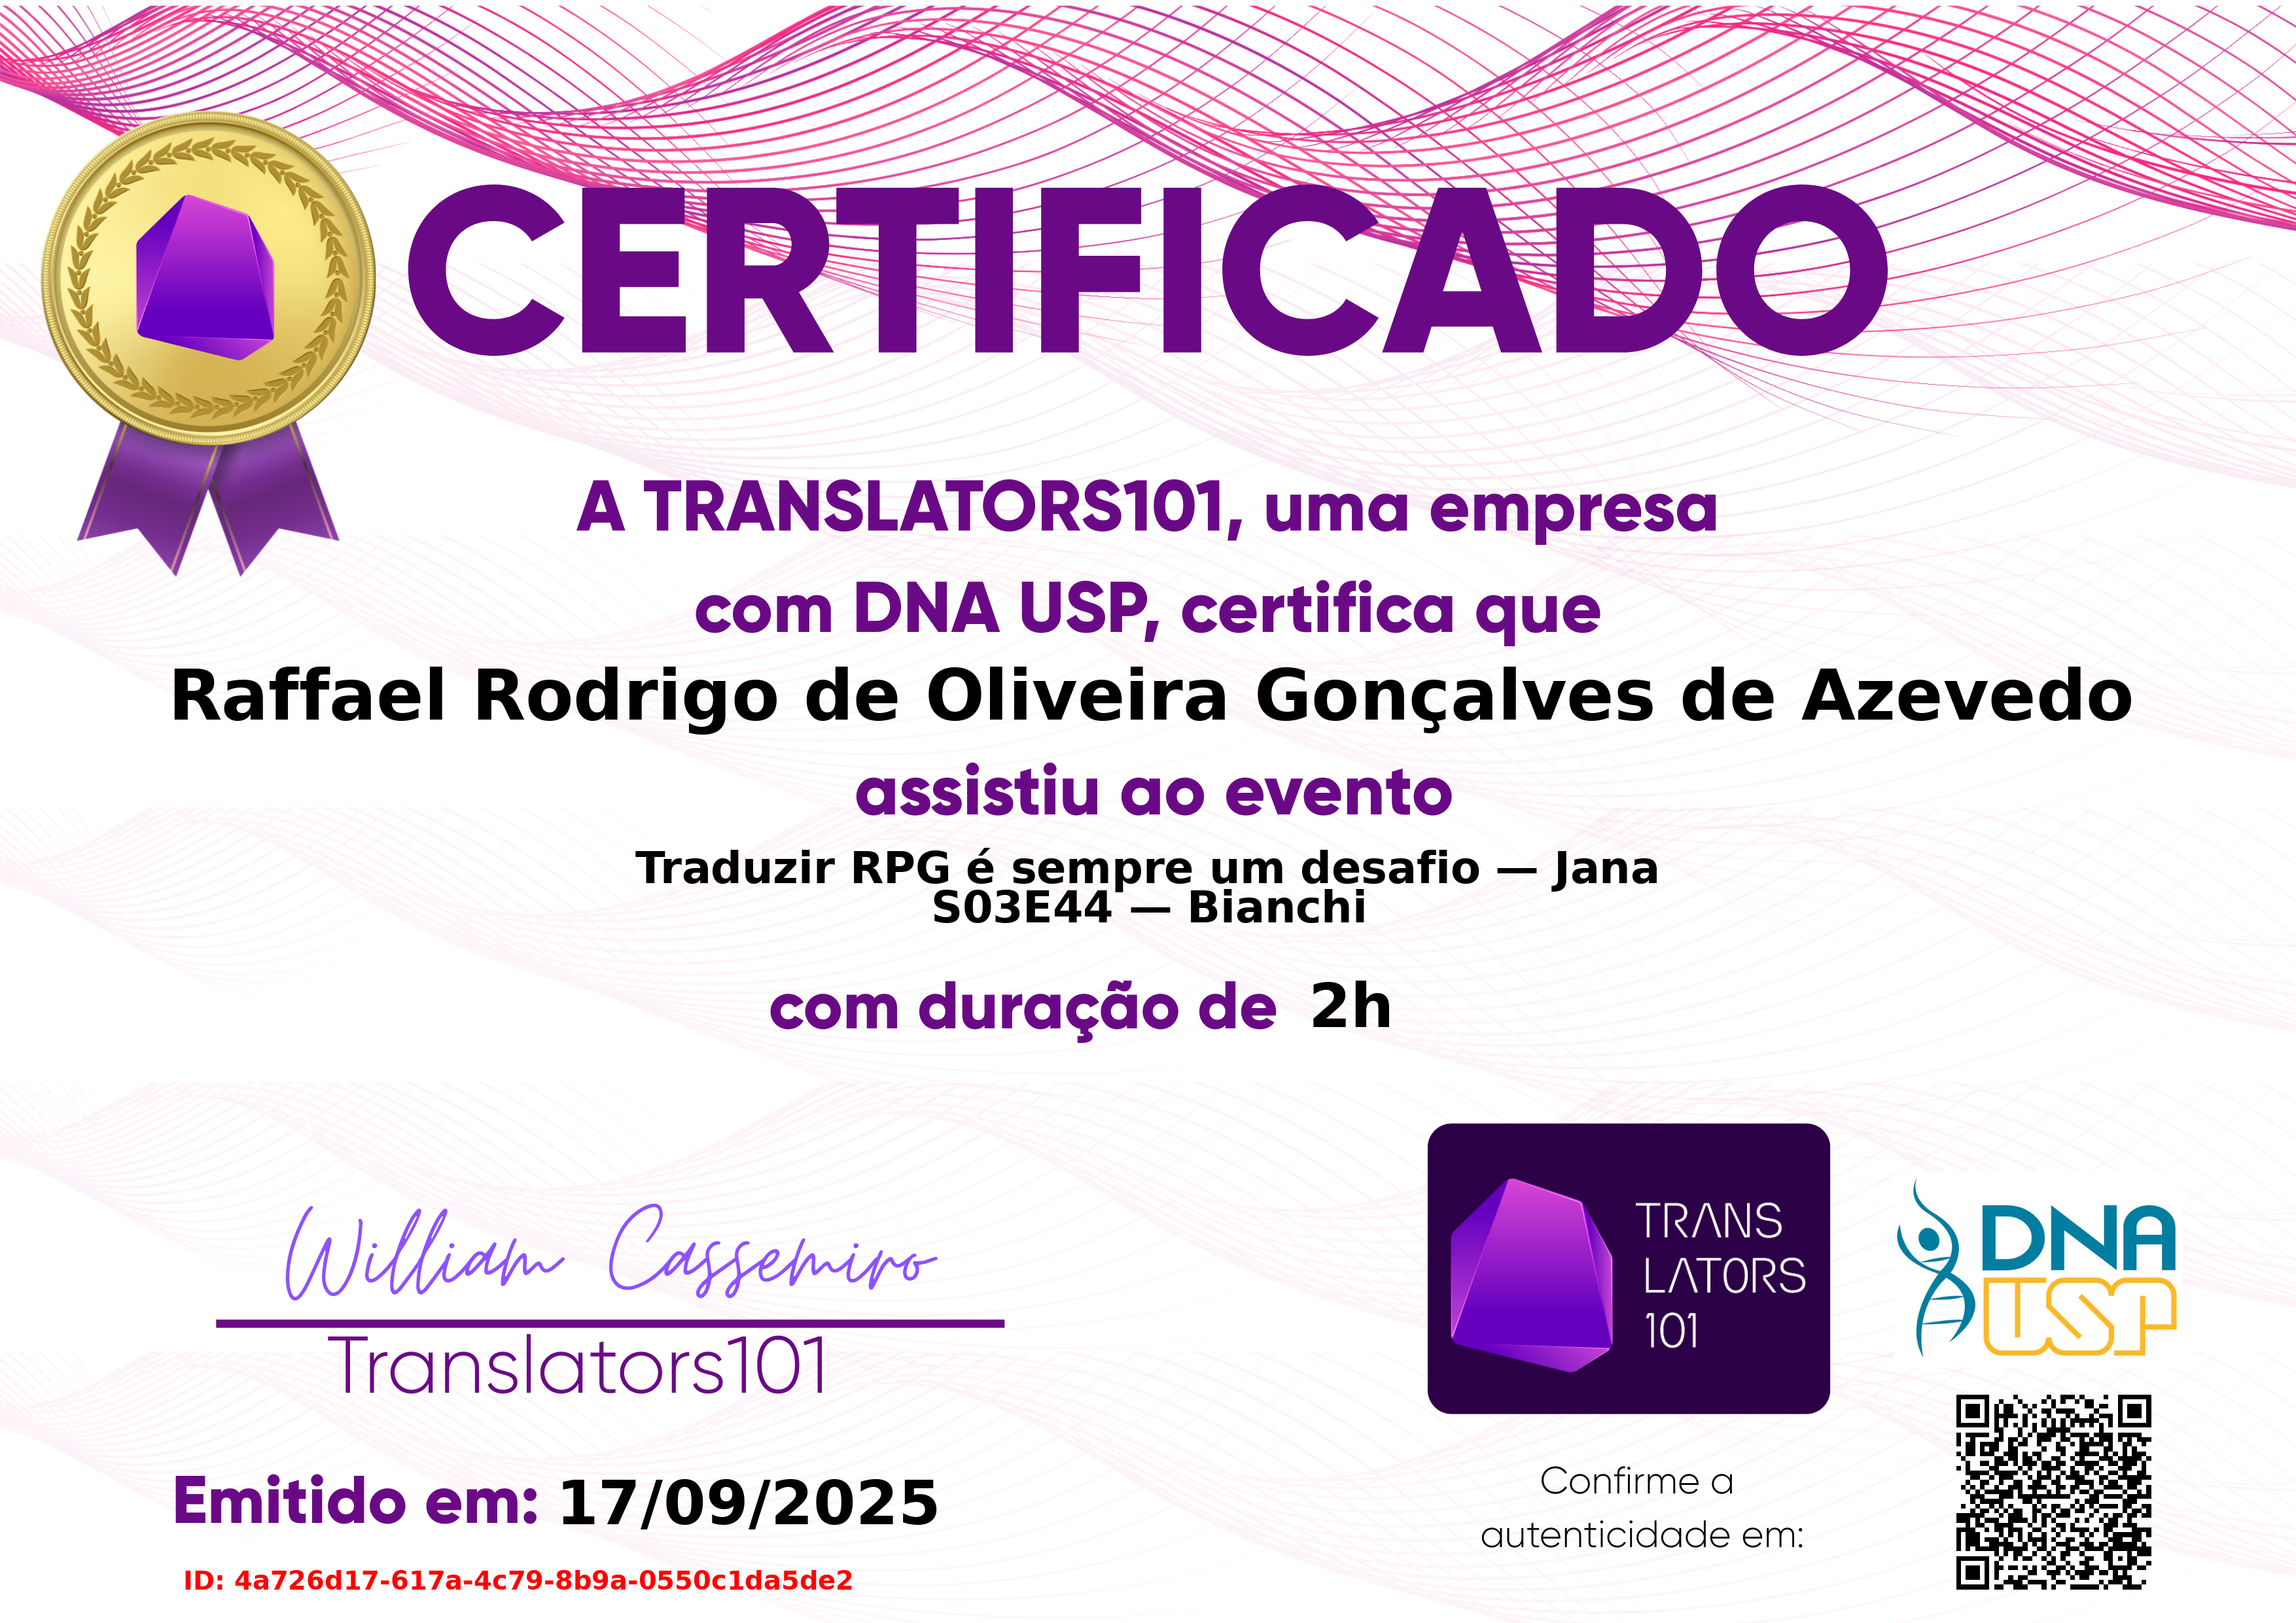 CERTIFICADO
A TRANSLATORS101, uma empresa
com DNA USP, certifica que
Raffael Rodrigo de Oliveira Gonçalves de Azevedo
assistiu ao evento
Traduzir RPG é sempre um desafio — Jana
S03E44 — Bianchi
com duração de 2h
William Cassemiro
Translators101
Emitido em: 17/09/2025
ID: 4a726d17-617a-4c79-8b9a-0550c1da5de2
TRANS
LATORS
101
DNA
USP
Confirme a
autenticidade em: